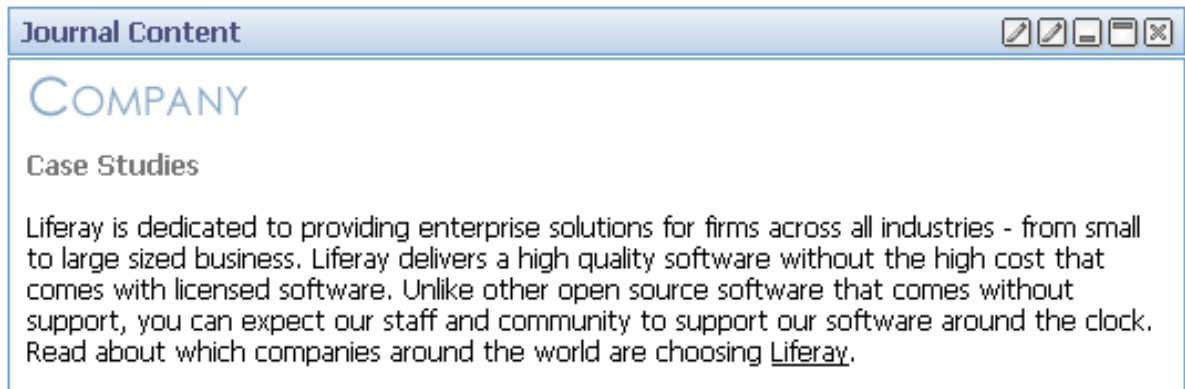 Journal Content
COMPANY
Case Studies
Liferay is dedicated to providing enterprise solutions for firms across all industries - from small
to large sized business. Liferay delivers a high quality software without the high cost that
comes with licensed software. Unlike other open source software that comes without
support, you can expect our staff and community to support our software around the clock.
Read about which companies around the world are choosing Liferay.